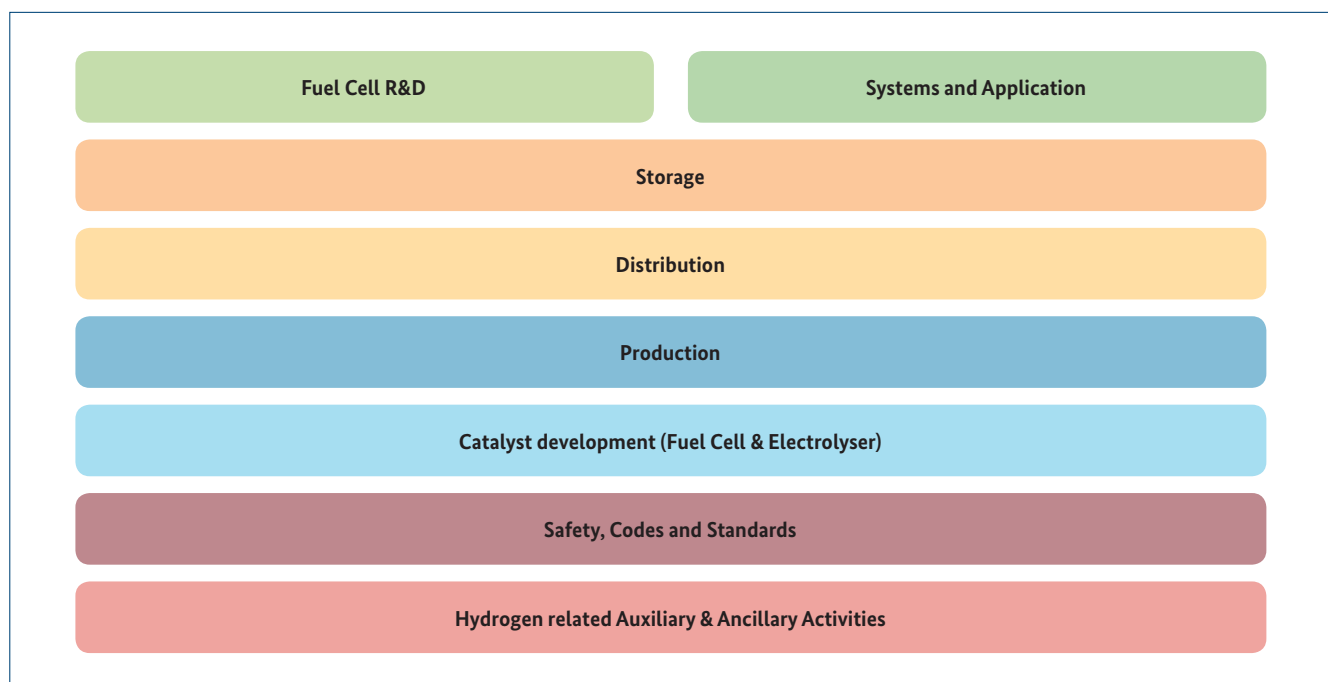 Fuel Cell R&D
Systems and Application
Storage
Distribution
Production
Catalyst development (Fuel Cell & Electrolyser)
Safety, Codes and Standards
Hydrogen related Auxiliary & Ancillary Activities